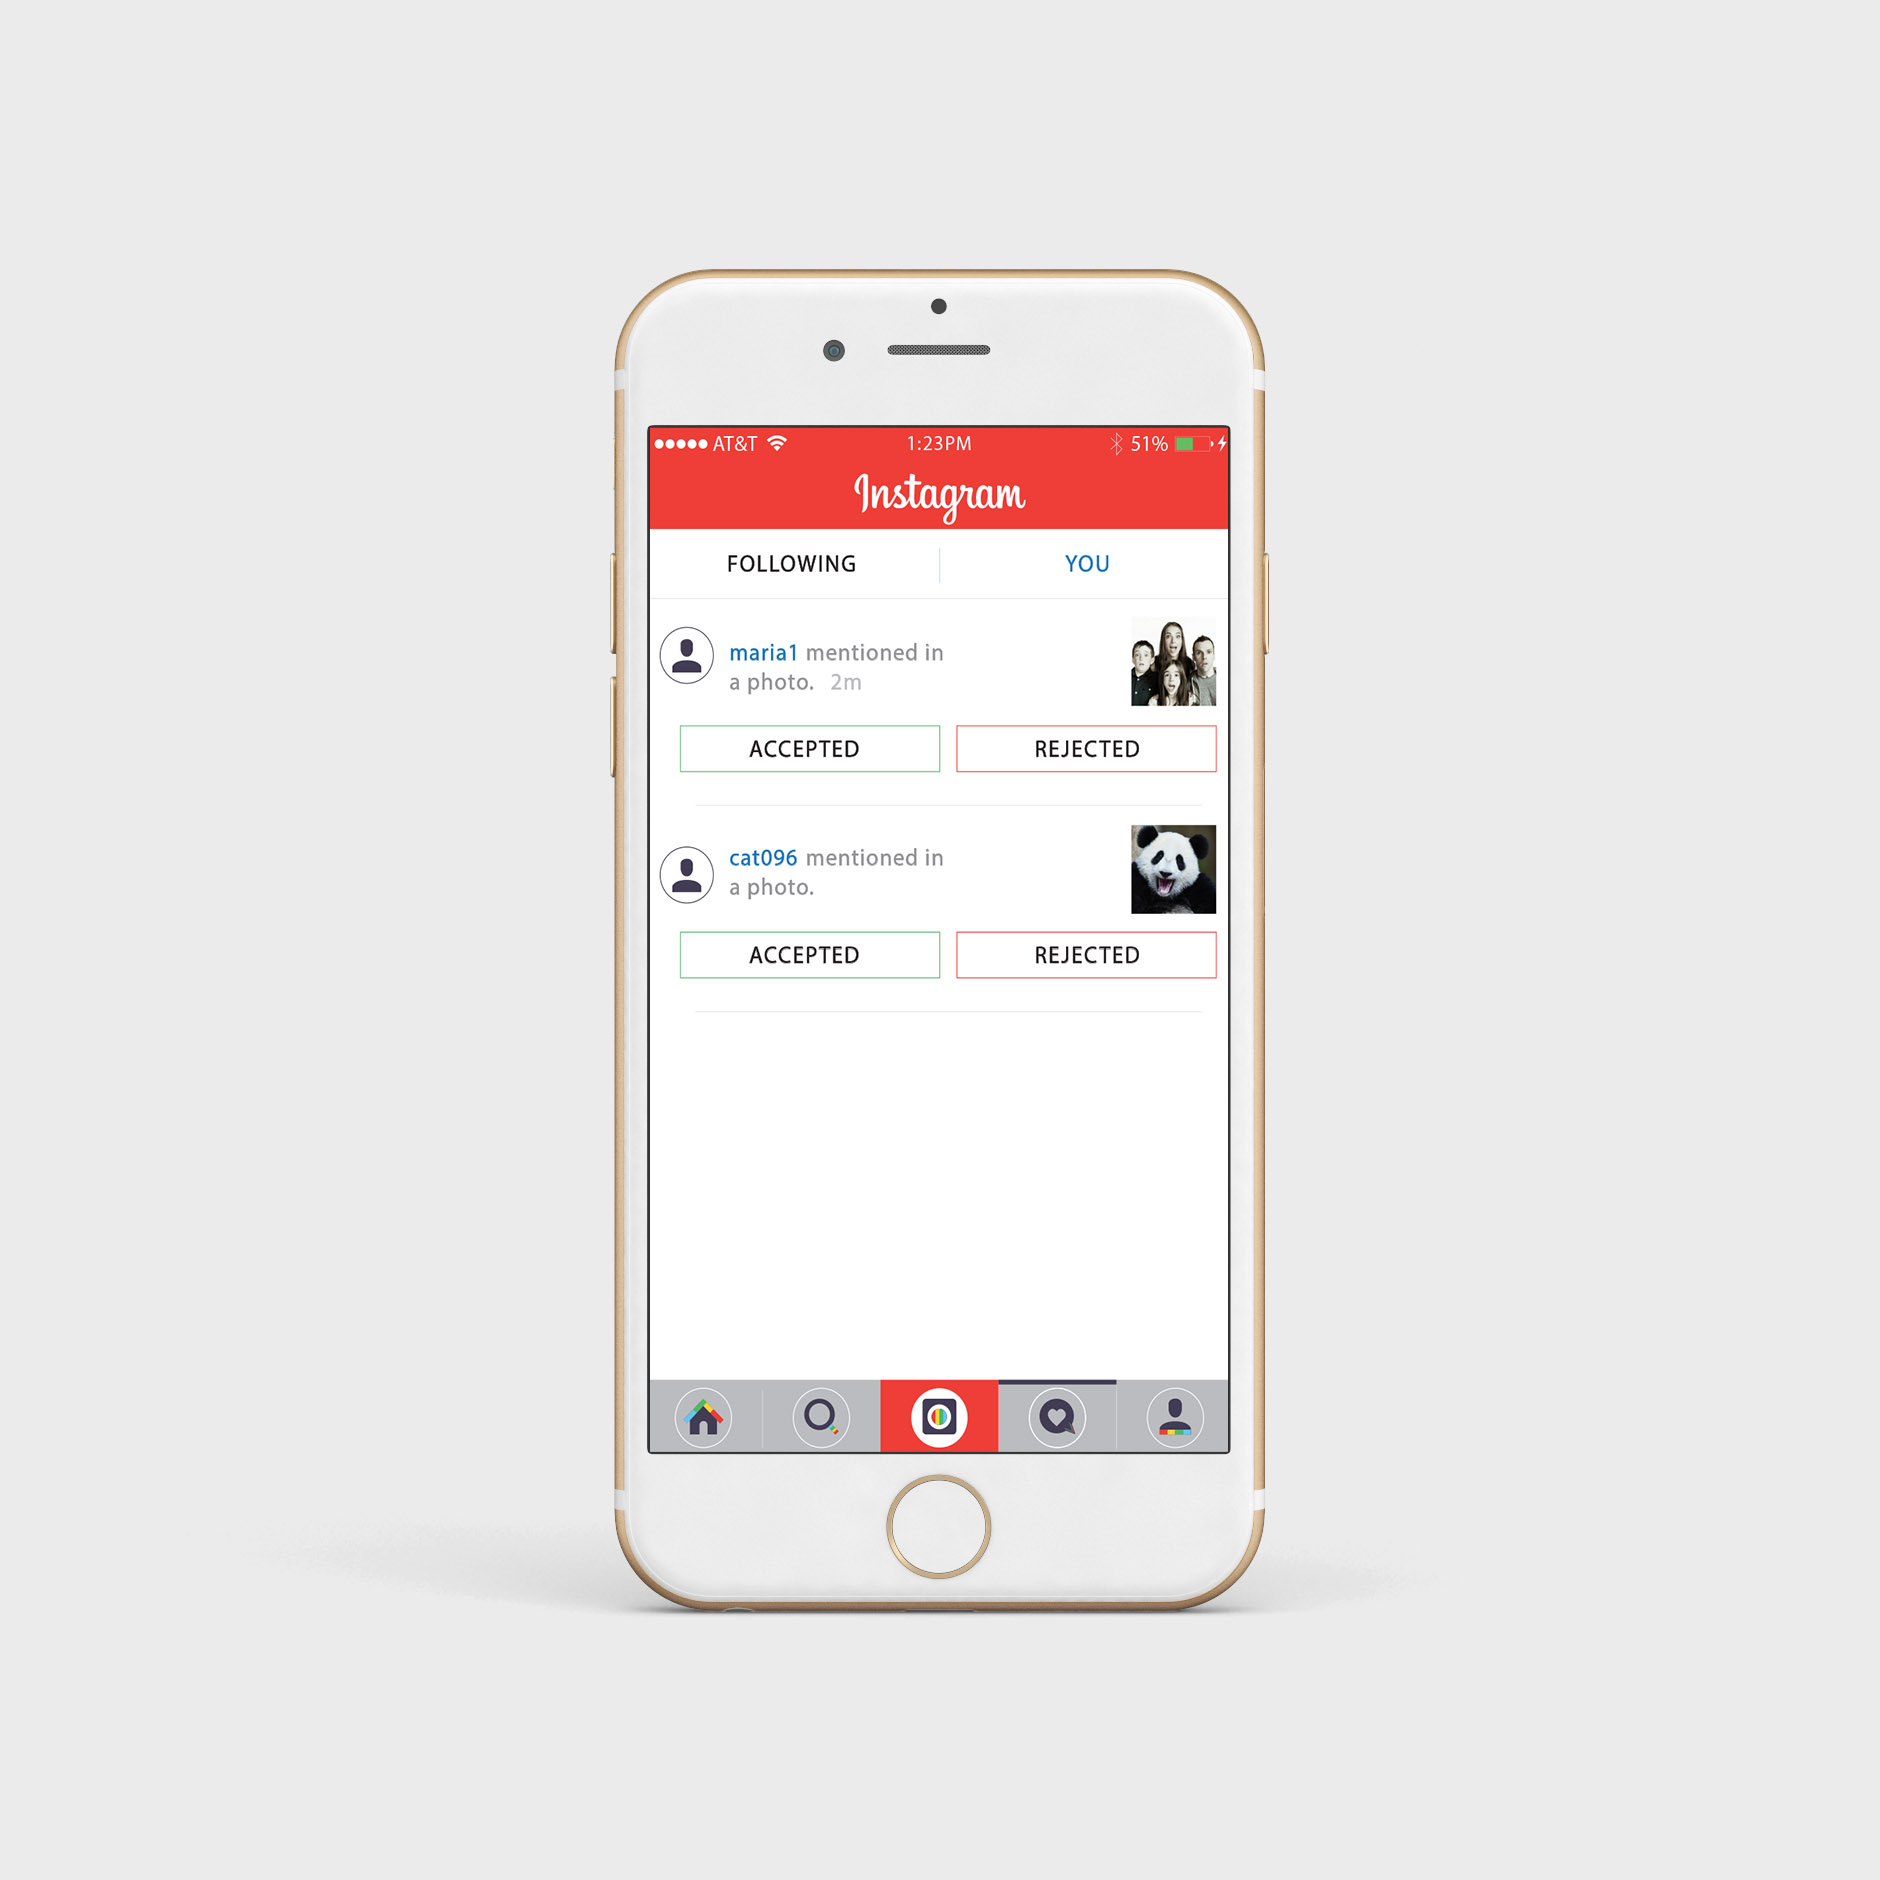 AT&T 1:23PM 51%
Instagram
FOLLOWING YOU
maria1 mentioned in
a photo. 2m
ACCEPTED REJECTED
cat096 mentioned in
a photo.
ACCEPTED REJECTED